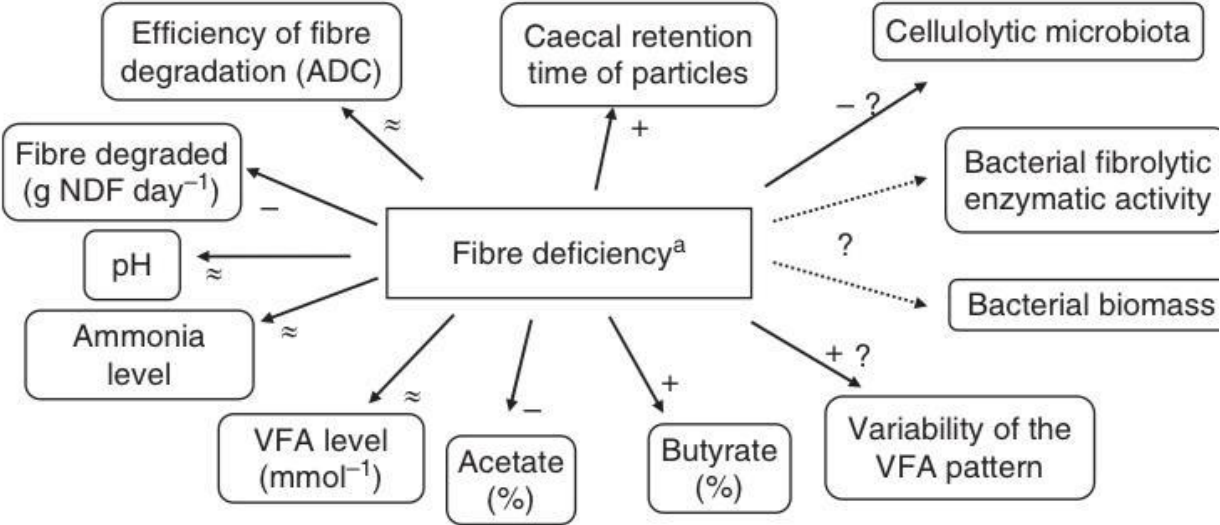 Efficiency of fibre
degradation (ADC)
Caecal retention
time of particles
Cellulolytic microbiota
≈
+
– ?
Fibre degraded
(g NDF day⁻¹)
–
Bacterial fibrolytic
enzymatic activity
pH
≈
Fibre deficiencyᵃ
?
Ammonia
level
≈
Bacterial biomass
VFA level
(mmol⁻¹)
≈
Acetate
(%)
–
Butyrate
(%)
+
+ ?
Variability of the
VFA pattern